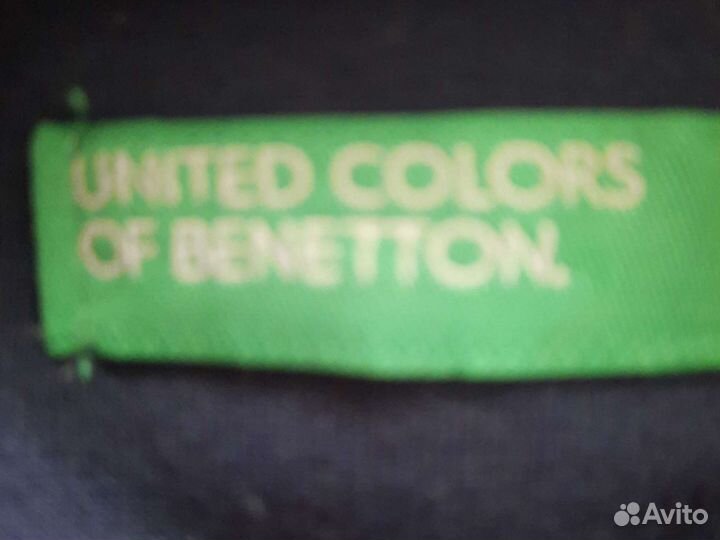 UNITED COLORS
OF BENETTON.
Avito